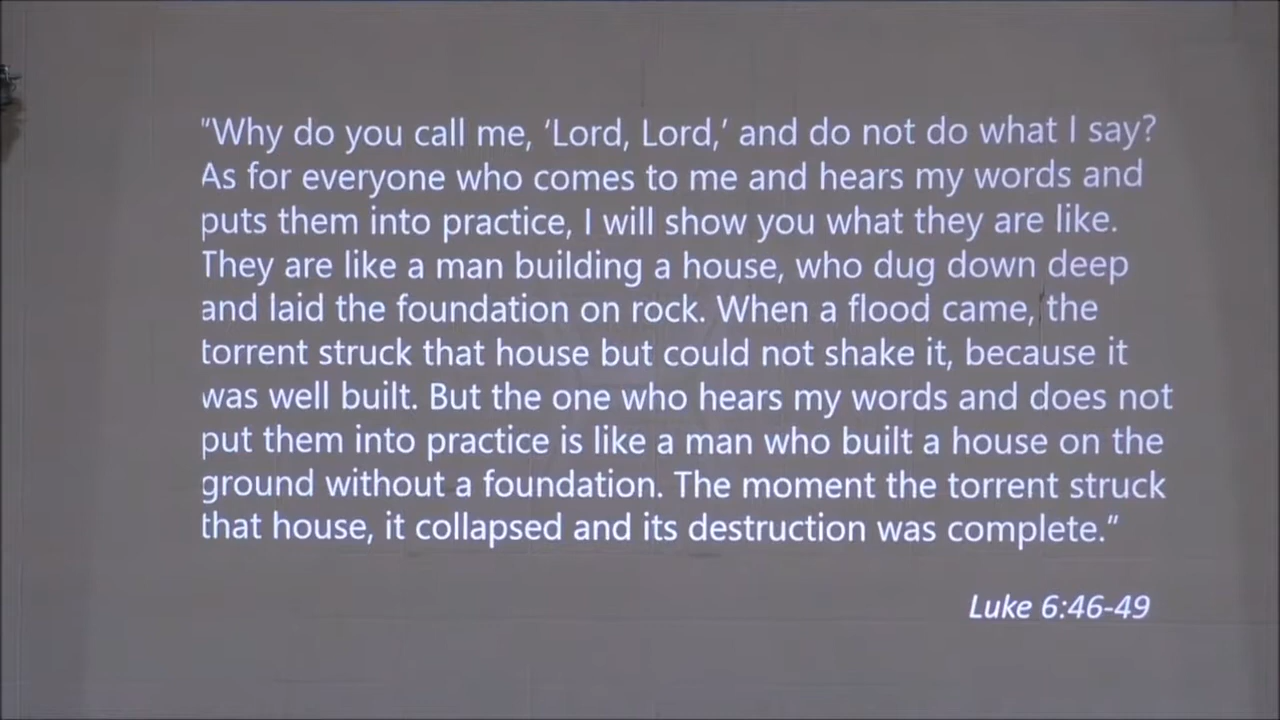 "Why do you call me, ‘Lord, Lord,’ and do not do what I say?
As for everyone who comes to me and hears my words and
puts them into practice, I will show you what they are like.
They are like a man building a house, who dug down deep
and laid the foundation on rock. When a flood came, the
torrent struck that house but could not shake it, because it
was well built. But the one who hears my words and does not
put them into practice is like a man who built a house on the
ground without a foundation. The moment the torrent struck
that house, it collapsed and its destruction was complete.”
Luke 6:46-49